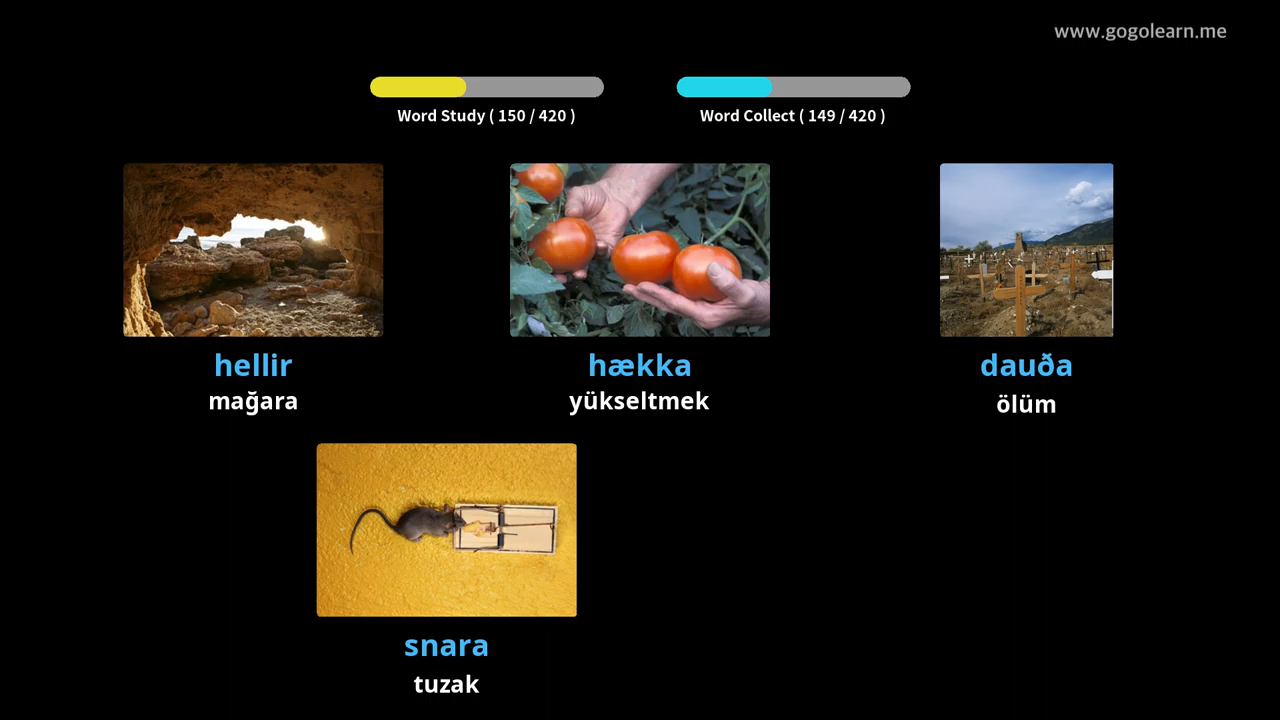 www.gogolearn.me
Word Study ( 150 / 420 )
Word Collect ( 149 / 420 )
hellir
mağara
hækka
yükseltmek
dauða
ölüm
snara
tuzak